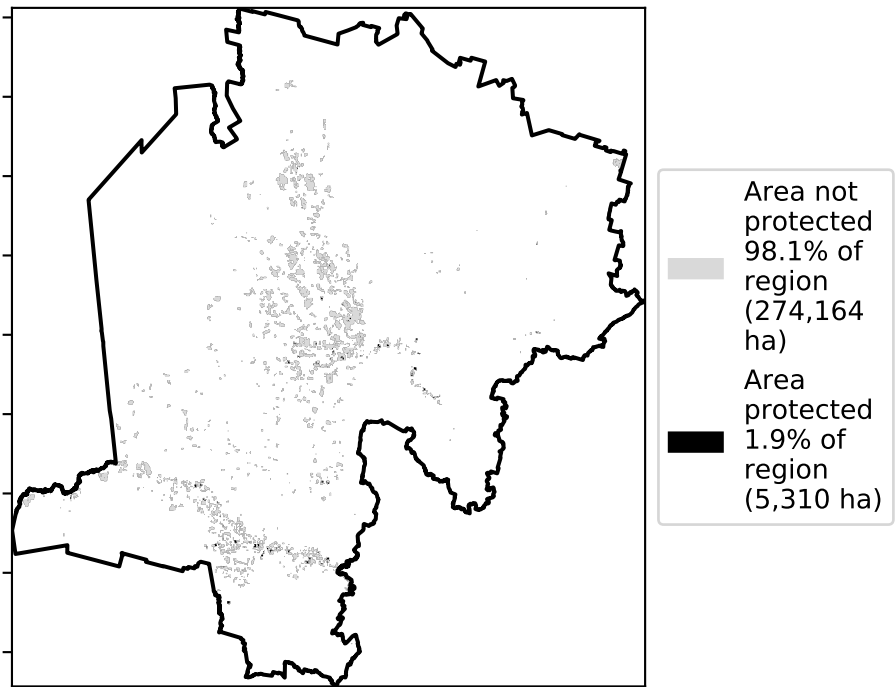 Area not
protected
98.1% of
region
(274,164
ha)
Area
protected
1.9% of
region
(5,310 ha)